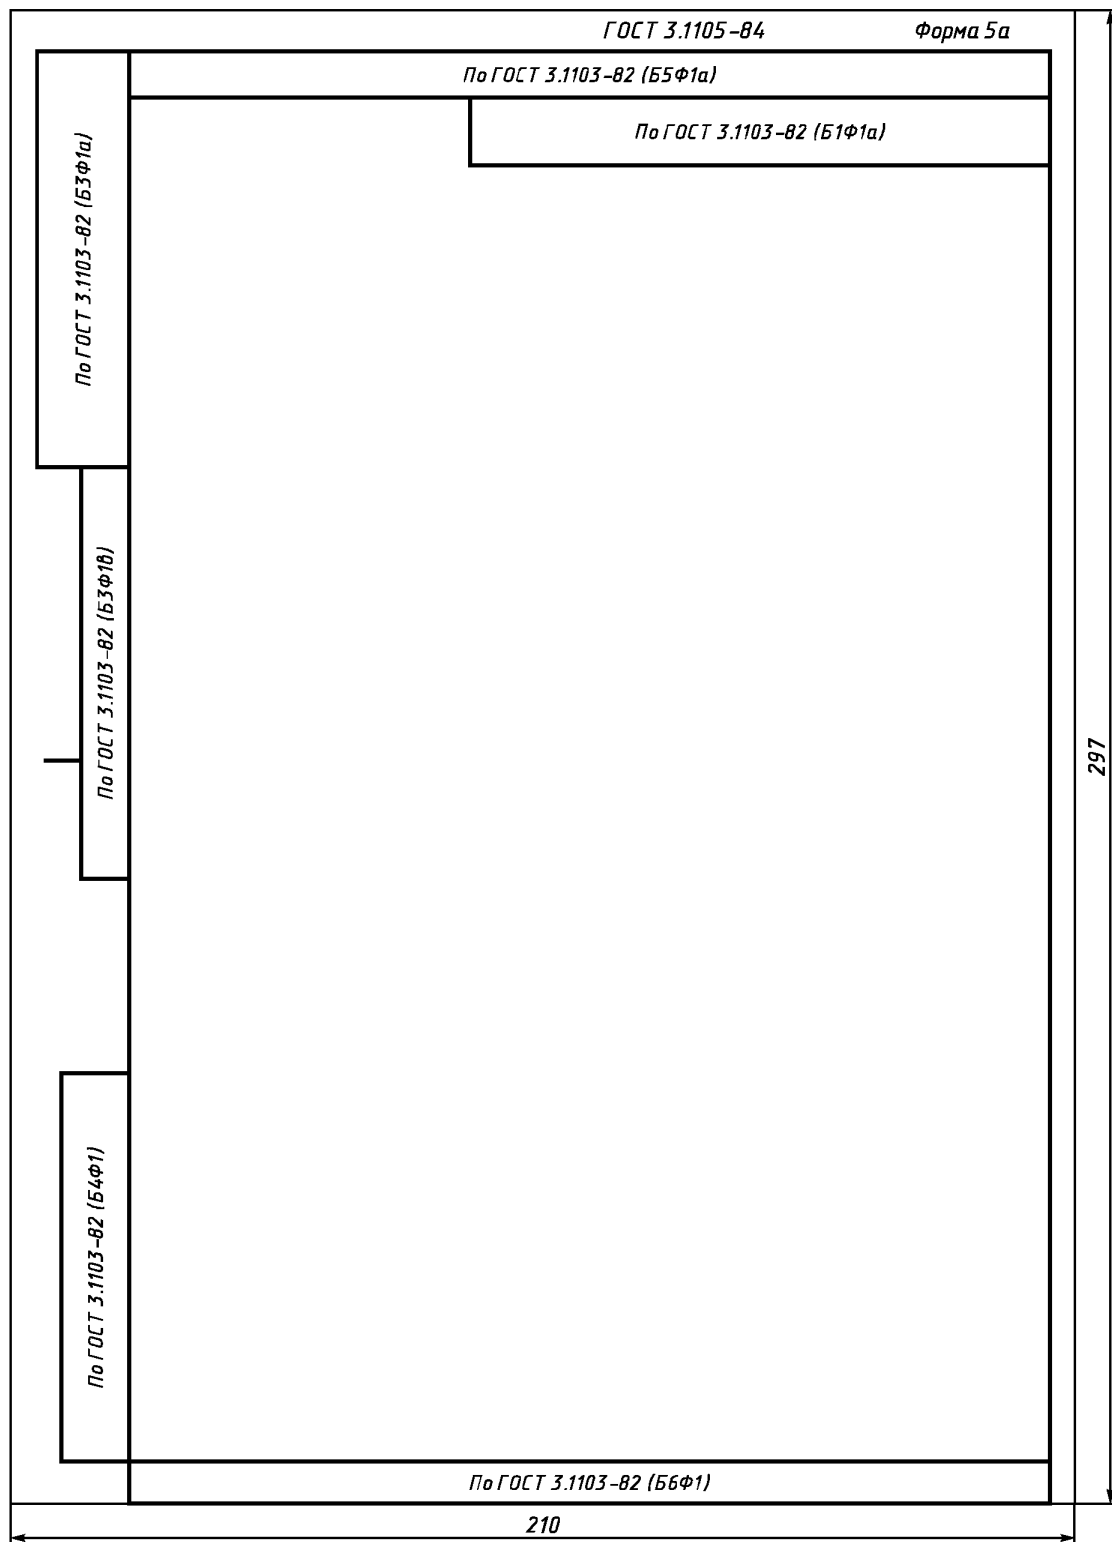 ГОСТ 3.1105-84 Форма 5а
По ГОСТ 3.1103-82 (Б5Ф1а)
По ГОСТ 3.1103-82 (Б1Ф1а)
По ГОСТ 3.1103-82 (Б3Ф1а)
По ГОСТ 3.1103-82 (Б3Ф1в)
297
По ГОСТ 3.1103-82 (Б4Ф1)
По ГОСТ 3.1103-82 (Б6Ф1)
210